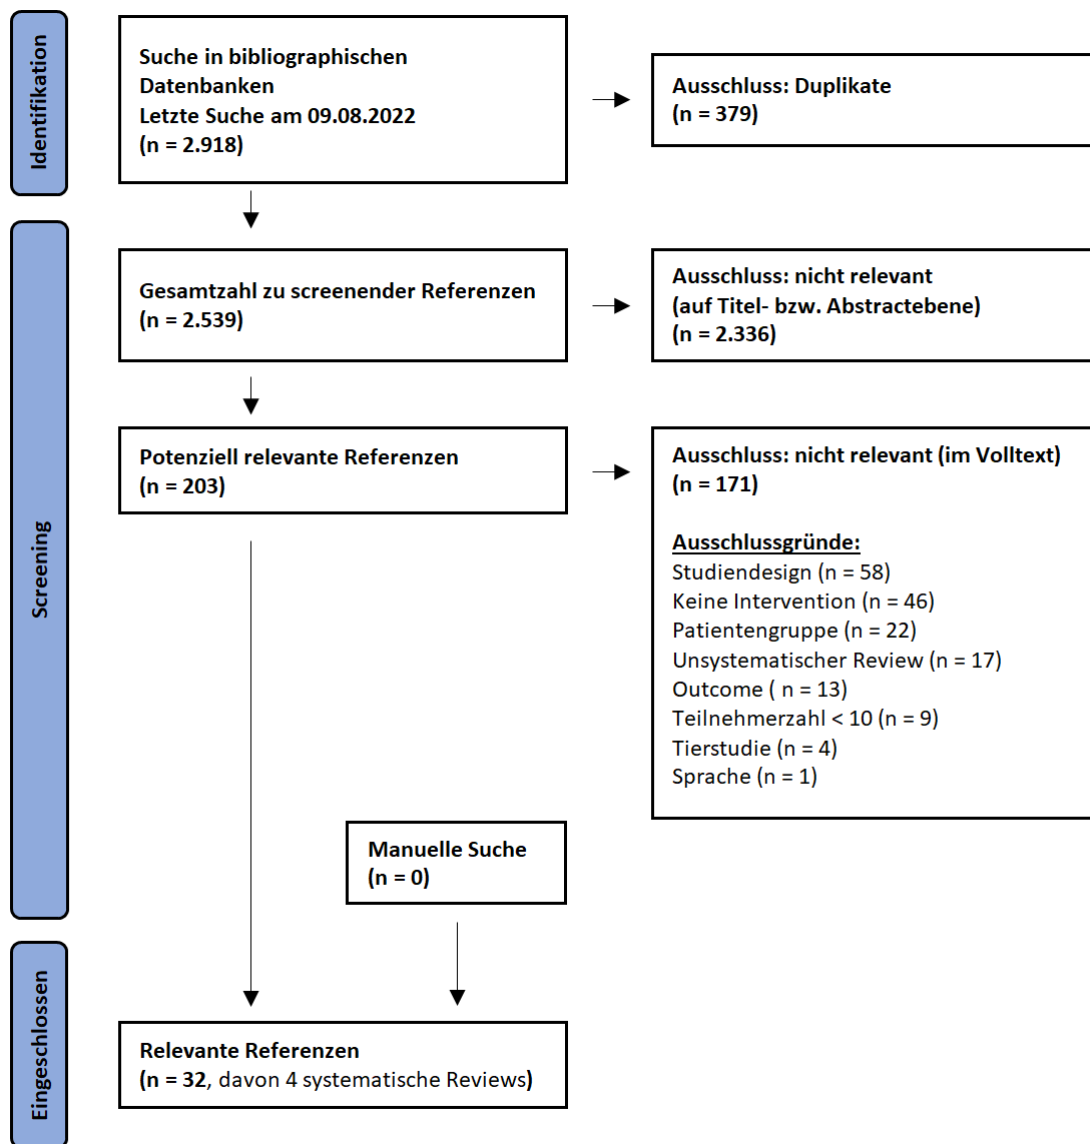 Identifikation
Suche in bibliographischen
Datenbanken
Letzte Suche am 09.08.2022
(n = 2.918)
Ausschluss: Duplikate
(n = 379)
Screening
Gesamtzahl zu screenender Referenzen
(n = 2.539)
Ausschluss: nicht relevant
(auf Titel- bzw. Abstractebene)
(n = 2.336)
Potenziell relevante Referenzen
(n = 203)
Ausschluss: nicht relevant (im Volltext)
(n = 171)
Ausschlussgründe:
Studiendesign (n = 58)
Keine Intervention (n = 46)
Patientengruppe (n = 22)
Unsystematischer Review (n = 17)
Outcome ( n = 13)
Teilnehmerzahl < 10 (n = 9)
Tierstudie (n = 4)
Sprache (n = 1)
Manuelle Suche
(n = 0)
Eingeschlossen
Relevante Referenzen
(n = 32, davon 4 systematische Reviews)